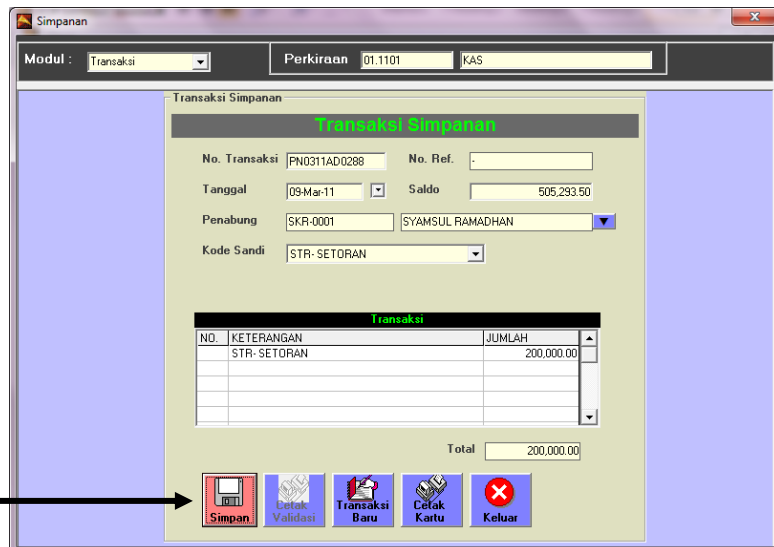 Simpanan
Modul : Transaksi Perkiraan 01.1101 KAS
Transaksi Simpanan
Transaksi Simpanan
No. Transaksi PN0311AD0288 No. Ref. -
Tanggal 09-Mar-11 Saldo 505,293.50
Penabung SKR-0001 SYAMSUL RAMADHAN
Kode Sandi STR- SETORAN
Transaksi
NO. KETERANGAN JUMLAH
STR- SETORAN 200,000.00
Total 200,000.00
Simpan Cetak Validasi Transaksi Baru Cetak Kartu Keluar